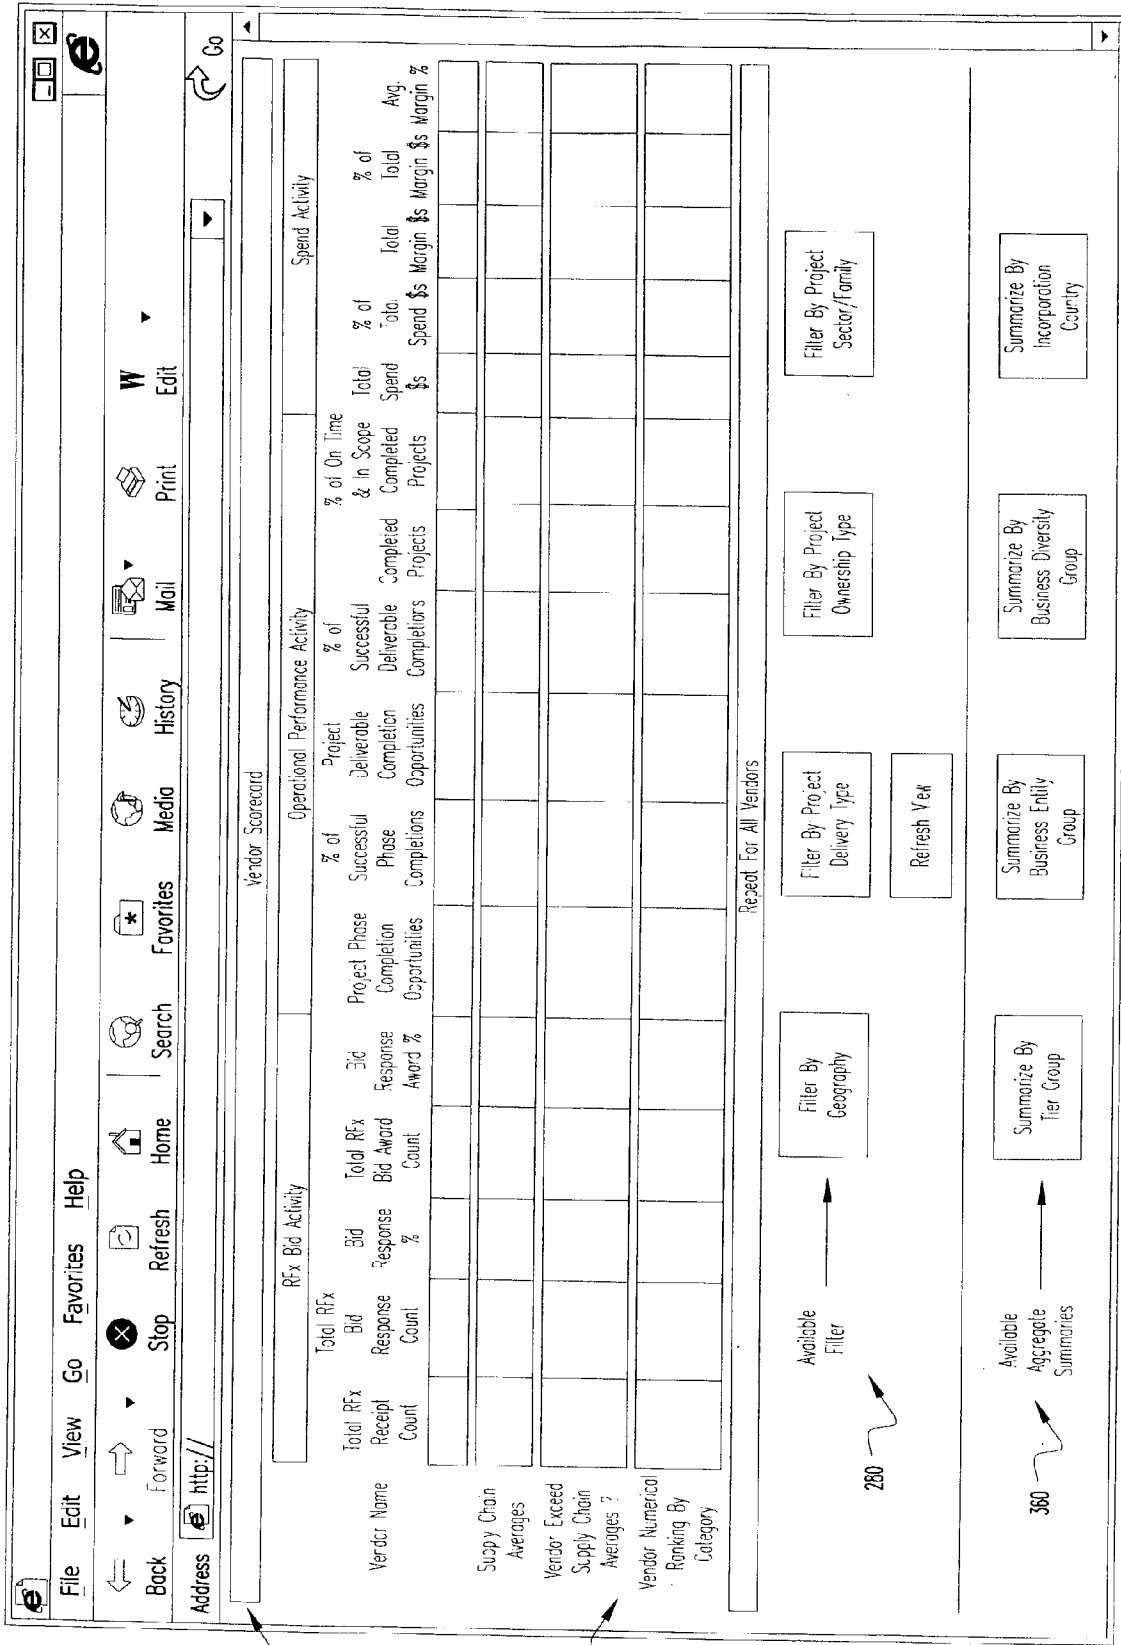 File Edit View Go Favorites Help
Back Forward Stop Refresh Home Search Favorites Media History Mail Print Edit
Address http:// Go
Vendor Scorecard
RFx Bid Activity Operational Performance Activity Spend Activity
Vendor Name
Total RFx
Receipt
Count
Total RFx
Bid
Response
Count
Bid
Response
%
Total RFx
Bid Award
Count
Bid
Response
Award %
Project Phase
Completion
Opportunities
% of
Successful
Phase
Completions
Project
Deliverable
Completion
Opportunities
% of
Successful
Deliverable
Completions
Completed
Projects
% of On Time
& In Scope
Completed
Projects
Total
Spend
$s
% of
Total
Spend $s
Total
Margin $s
% of
Total
Margin $s
Avg.
Margin %
Supply Chain
Averages
Vendor Exceed
Supply Chain
Averages ?
Vendor Numerical
Ranking By
Category
Repeat For All Vendors
Available
Filter
Filter By
Geography
Filter By Project
Delivery Type
Filter By Project
Ownership Type
Filter By Project
Sector/Family
Refresh View
280
Available
Aggregate
Summaries
Summarize By
Tier Group
Summarize By
Business Entity
Group
Summarize By
Business Diversity
Group
Summarize By
Incorporation
Country
360